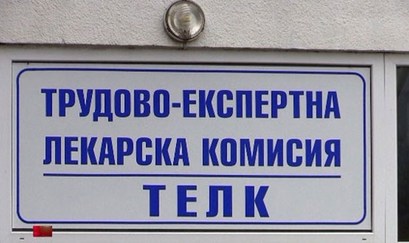 ТРУДОВО-ЕКСПЕРТНА
ЛЕКАРСКА КОМИСИЯ
ТЕЛК